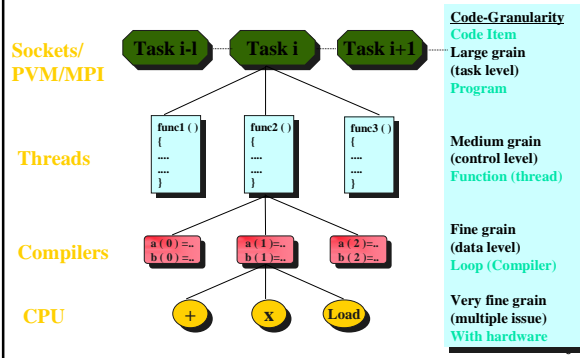 Sockets/
PVM/MPI
Task i-l
Task i
Task i+1
Code-Granularity
Code Item
Large grain
(task level)
Program
Threads
func1 ( )
{
....
....
}
func2 ( )
{
....
....
}
func3 ( )
{
....
....
}
Medium grain
(control level)
Function (thread)
Compilers
a ( 0 ) =..
b ( 0 ) =..
a ( 1 ) =..
b ( 1 ) =..
a ( 2 ) =..
b ( 2 ) =..
Fine grain
(data level)
Loop (Compiler)
CPU
+
x
Load
Very fine grain
(multiple issue)
With hardware